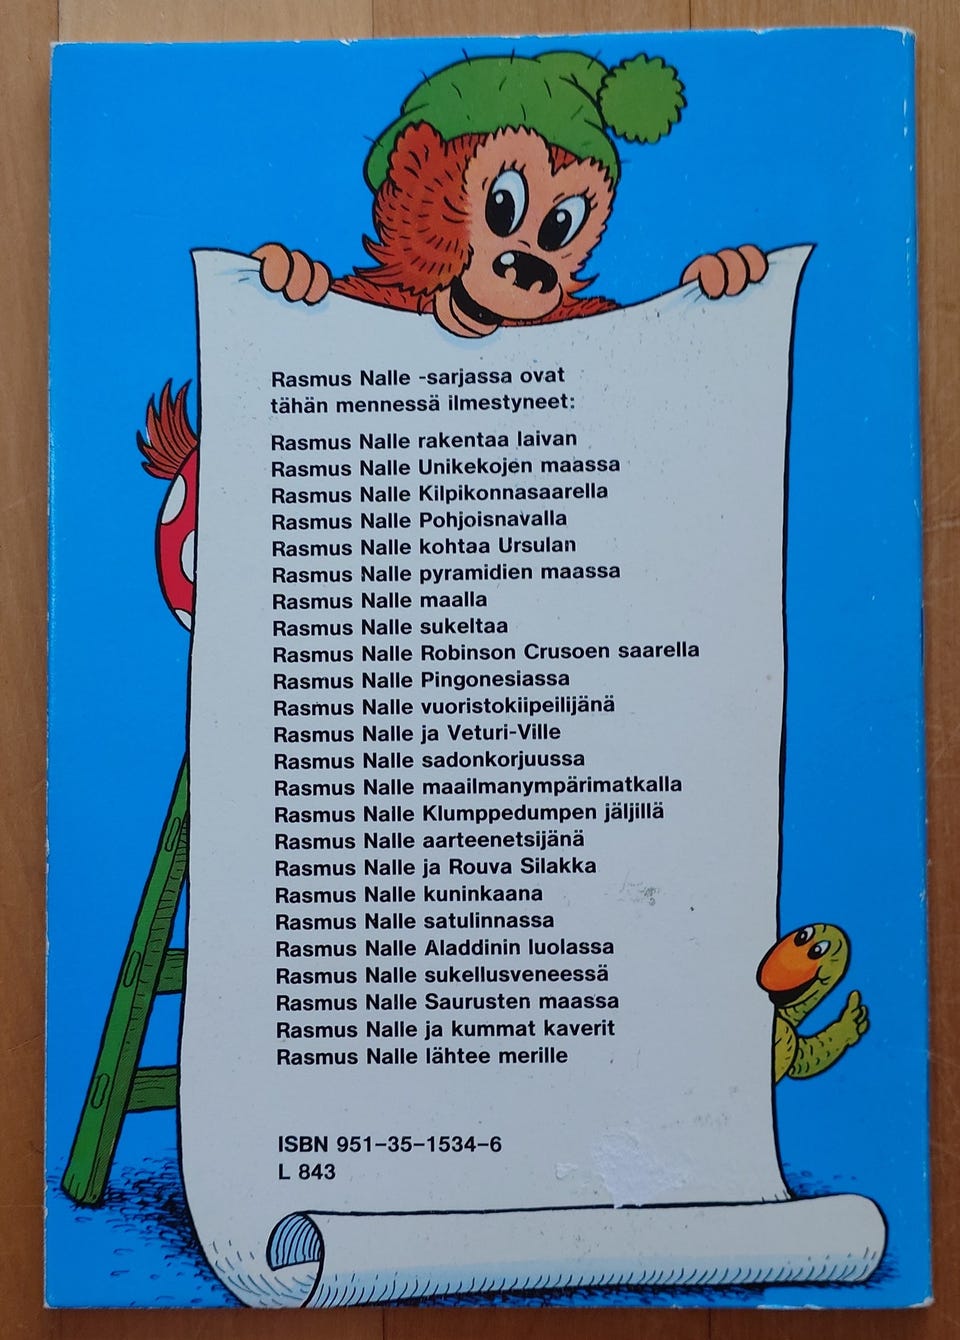 Rasmus Nalle -sarjassa ovat
tähän mennessä ilmestyneet:
Rasmus Nalle rakentaa laivan
Rasmus Nalle Unikekojen maassa
Rasmus Nalle Kilpikonnasaarella
Rasmus Nalle Pohjoisnavalla
Rasmus Nalle kohtaa Ursulan
Rasmus Nalle pyramidien maassa
Rasmus Nalle maalla
Rasmus Nalle sukeltaa
Rasmus Nalle Robinson Crusoen saarella
Rasmus Nalle Pingonesiassa
Rasmus Nalle vuoristokiipeilijänä
Rasmus Nalle ja Veturi-Ville
Rasmus Nalle sadonkorjuussa
Rasmus Nalle maailmanympärimatkalla
Rasmus Nalle Klumppedumpen jäljillä
Rasmus Nalle aarteenetsijänä
Rasmus Nalle ja Rouva Silakka
Rasmus Nalle kuninkaana
Rasmus Nalle satulinnassa
Rasmus Nalle Aladdinin luolassa
Rasmus Nalle sukellusveneessä
Rasmus Nalle Saurusten maassa
Rasmus Nalle ja kummat kaverit
Rasmus Nalle lähtee merille
ISBN 951–35–1534–6
L 843